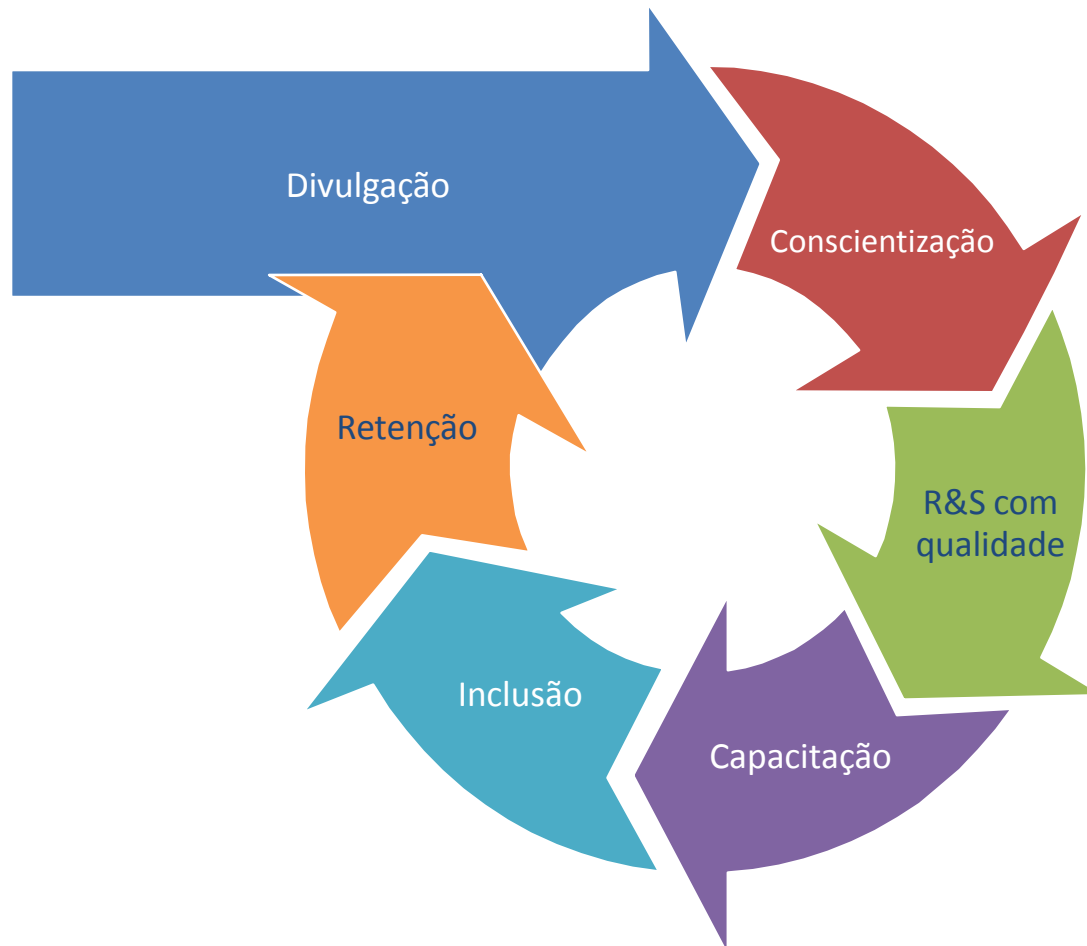 Divulgação
Conscientização
R&S com
qualidade
Capacitação
Inclusão
Retenção